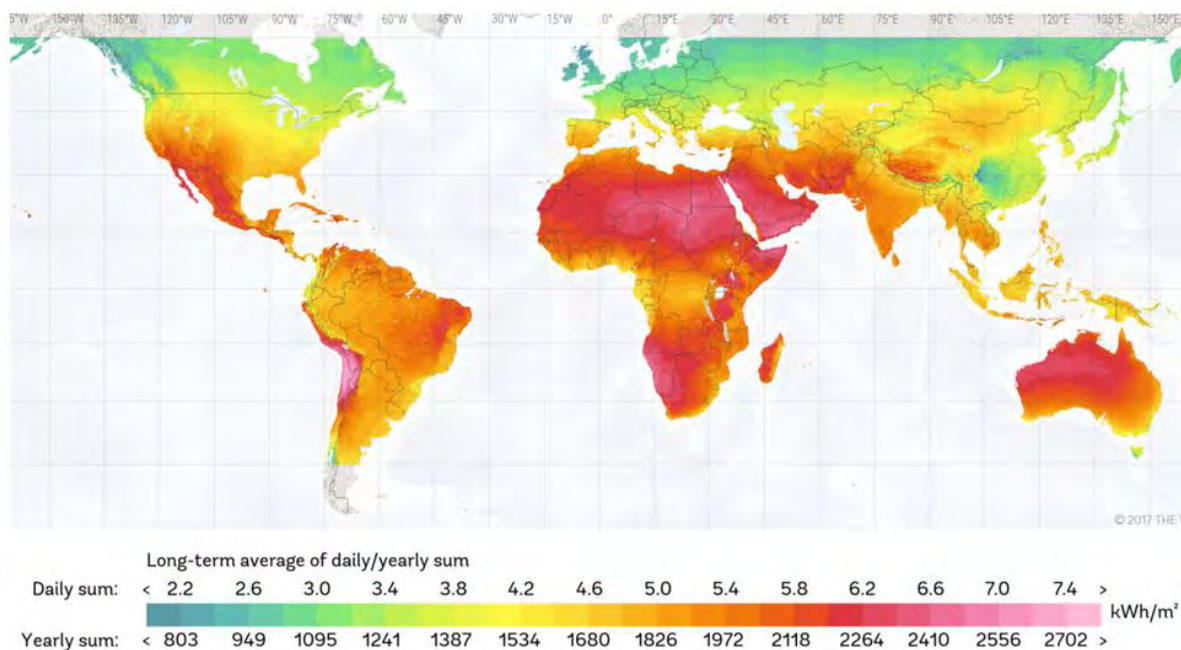 5°W 150°W 135°W 120°W 105°W 90°W 75°W 60°W 45°W 30°W 15°W 0° 15°E 30°E 45°E 60°E 75°E 90°E 105°E 120°E 135°E 150°E
© 2017 THE
Long-term average of daily/yearly sum
Daily sum: < 2.2 2.6 3.0 3.4 3.8 4.2 4.6 5.0 5.4 5.8 6.2 6.6 7.0 7.4 >
kWh/m²
Yearly sum: < 803 949 1095 1241 1387 1534 1680 1826 1972 2118 2264 2410 2556 2702 >